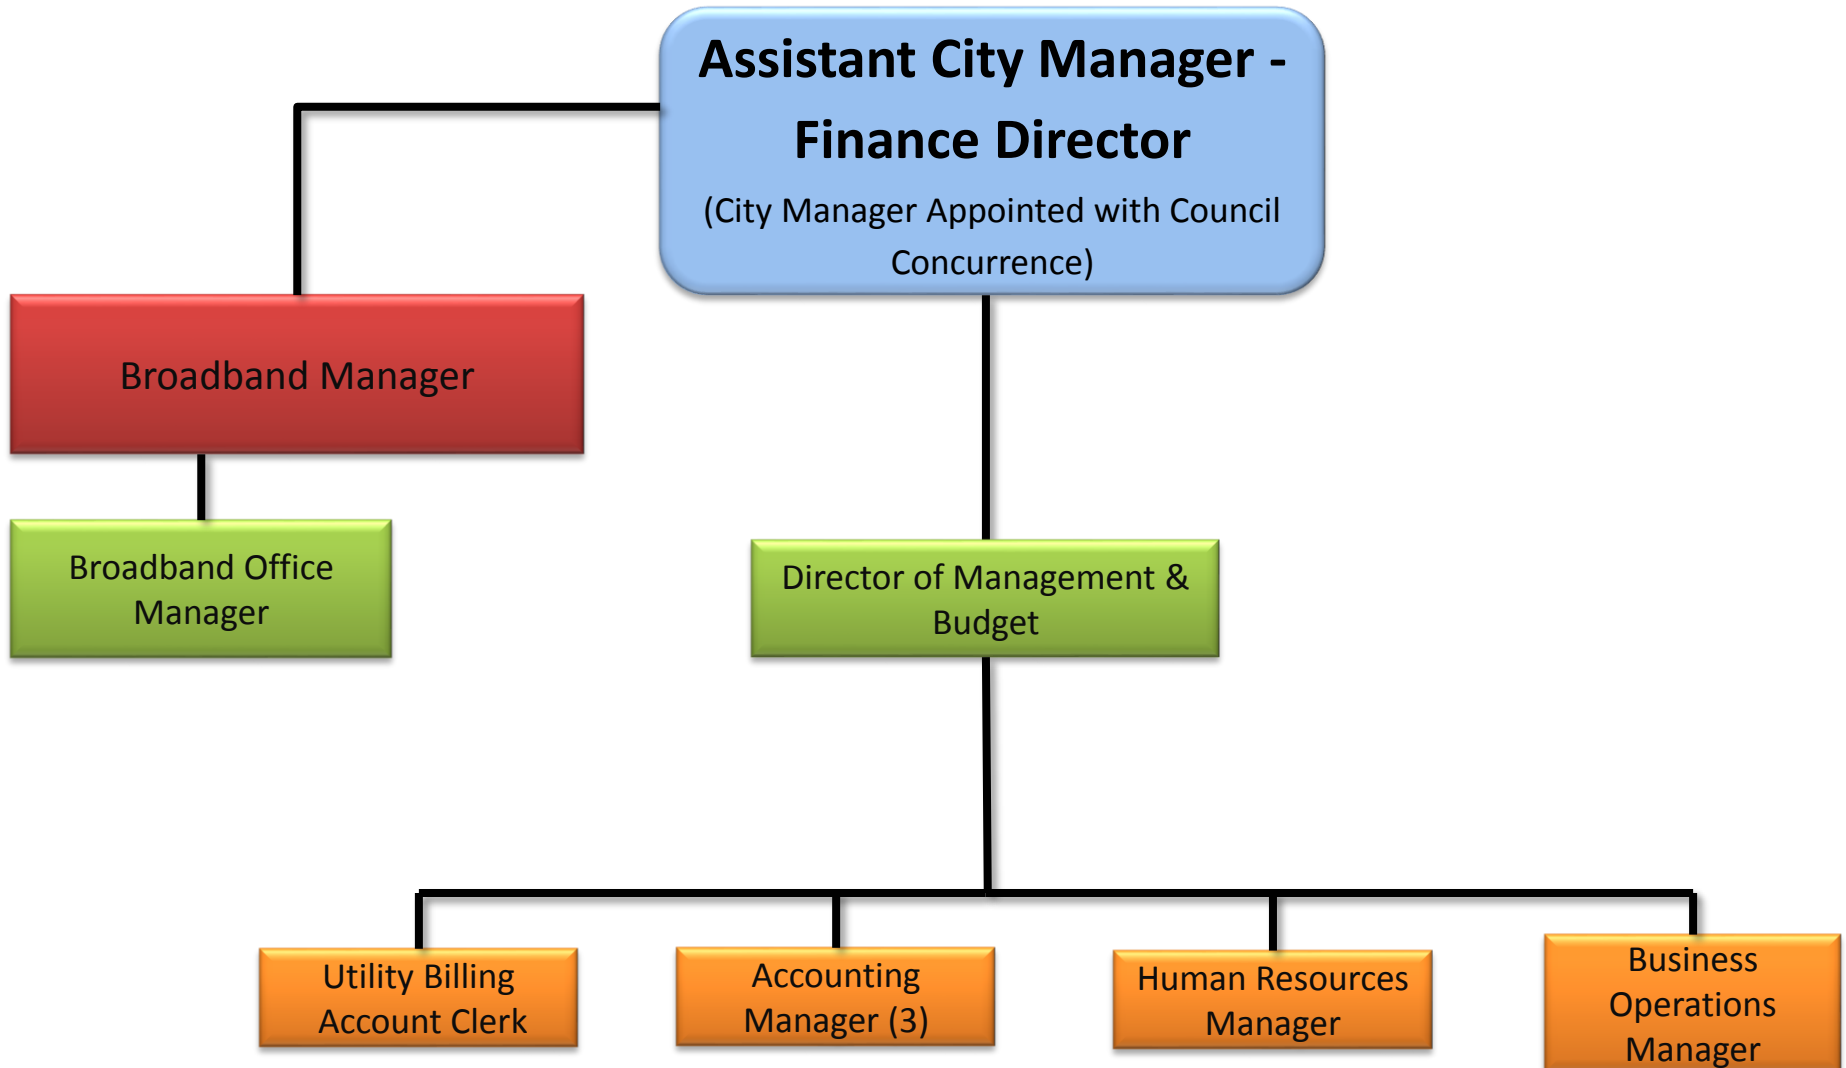 Assistant City Manager -
Finance Director
(City Manager Appointed with Council
Concurrence)
Broadband Manager
Broadband Office
Manager
Director of Management &
Budget
Utility Billing
Account Clerk
Accounting
Manager (3)
Human Resources
Manager
Business
Operations
Manager